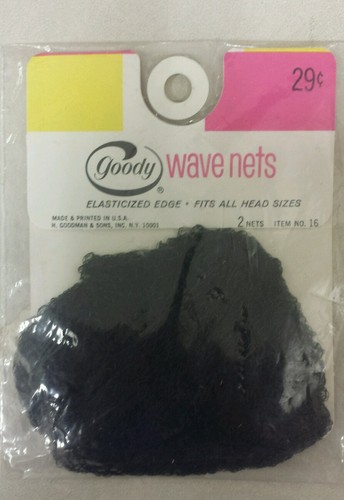 29¢
Goody® wave nets
ELASTICIZED EDGE • FITS ALL HEAD SIZES
MADE & PRINTED IN U.S.A.
H. GOODMAN & SONS, INC. N.Y. 10001 2 NETS ITEM NO. 16